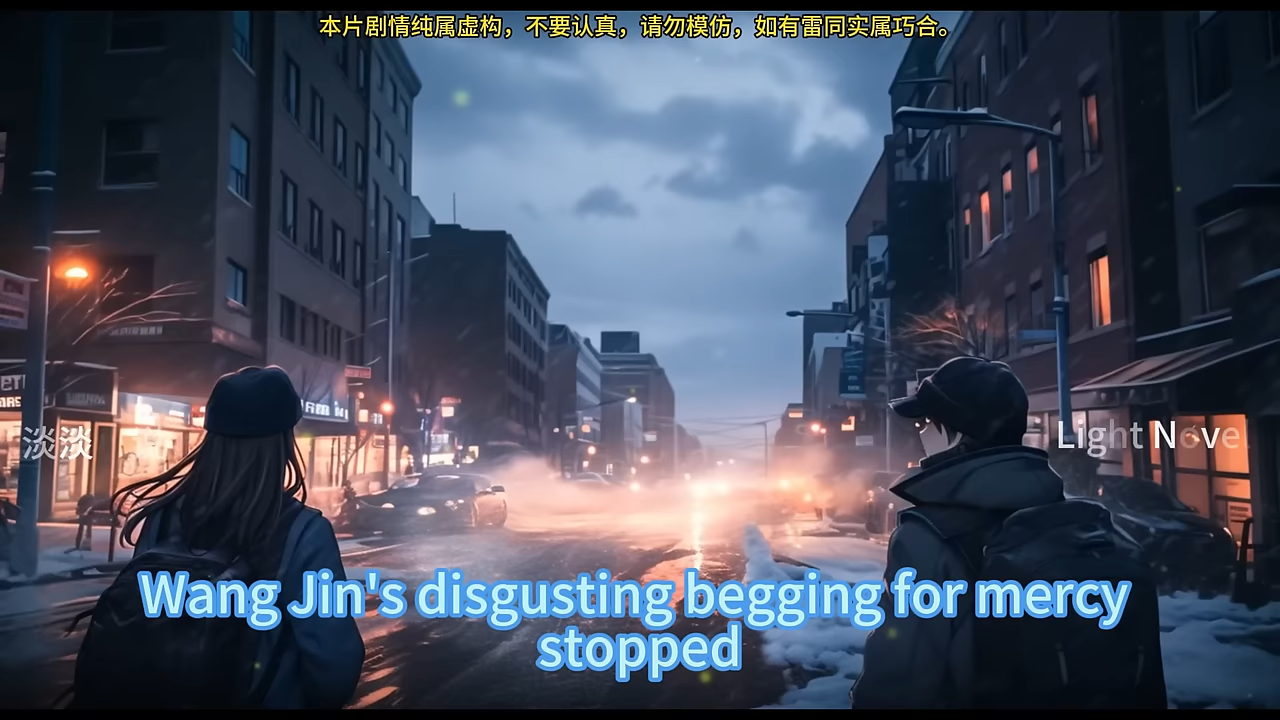 本片剧情纯属虚构，不要认真，请勿模仿，如有雷同实属巧合。
淡淡
Light Novel
Wang Jin's disgusting begging for mercy
stopped